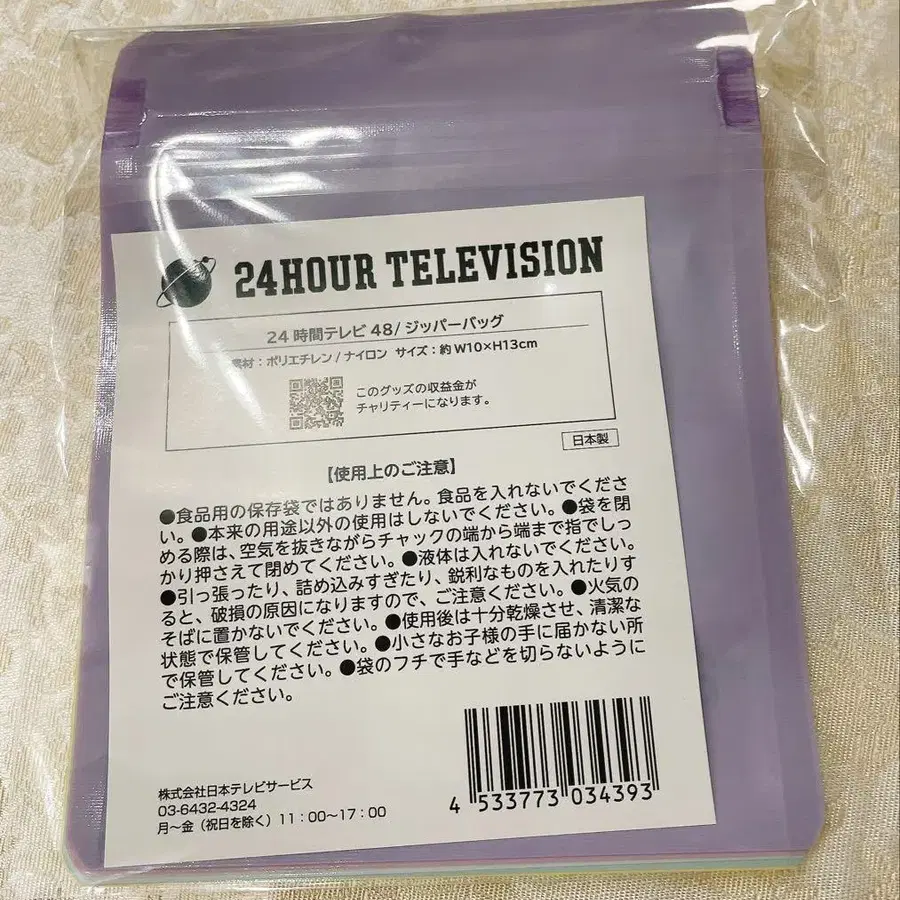 24HOUR TELEVISION
24時間テレビ48/ジッパーバッグ
素材：ポリエチレン/ナイロン サイズ：約W10×H13cm
このグッズの収益金が
チャリティーになります。
日本製
【使用上のご注意】
●食品用の保存袋ではありません。食品を入れないでくださ
い。●本来の用途以外の使用はしないでください。●袋を閉
める際は、空気を抜きながらチャックの端から端まで指でしっ
かり押さえて閉めてください。●液体は入れないでください。
●引っ張ったり、詰め込みすぎたり、鋭利なものを入れたりす
ると、破損の原因になりますので、ご注意ください。●火気の
そばに置かないでください。●使用後は十分乾燥させ、清潔な
状態で保管してください。●小さなお子様の手に届かない所
で保管してください。●袋のフチで手などを切らないように
ご注意ください。
株式会社日本テレビサービス
03-6432-4324
月〜金（祝日を除く）11：00〜17：00
4 533773 034393